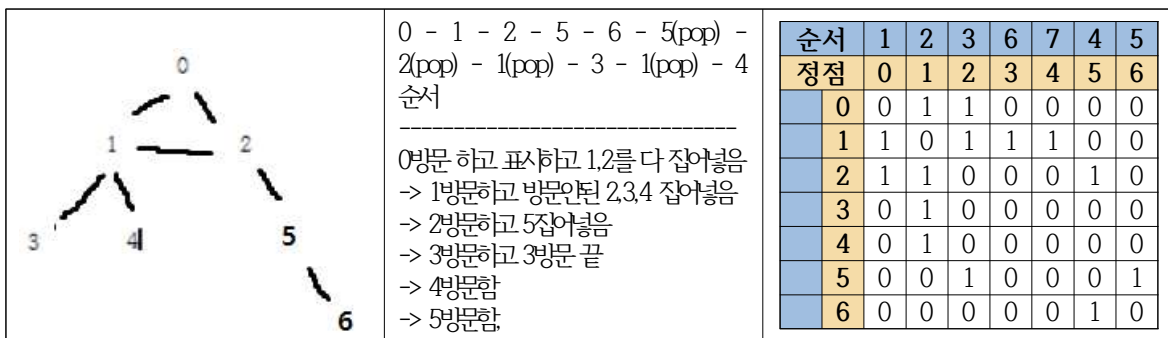 0
1
2
3
4
5
6
0 - 1 - 2 - 5 - 6 - 5(pop) -
2(pop) - 1(pop) - 3 - 1(pop) - 4
순서
--------------------------------
0방문 하고 표시하고 1,2를 다 집어넣음
-> 1방문하고 방문안된 2,3,4 집어넣음
-> 2방문하고 5집어넣음
-> 3방문하고 3방문 끝
-> 4방문함
-> 5방문함,
순서 1 2 3 6 7 4 5
정점 0 1 2 3 4 5 6
0 0 1 1 0 0 0 0
1 1 0 1 1 1 0 0
2 1 1 0 0 0 1 0
3 0 1 0 0 0 0 0
4 0 1 0 0 0 0 0
5 0 0 1 0 0 0 1
6 0 0 0 0 0 1 0